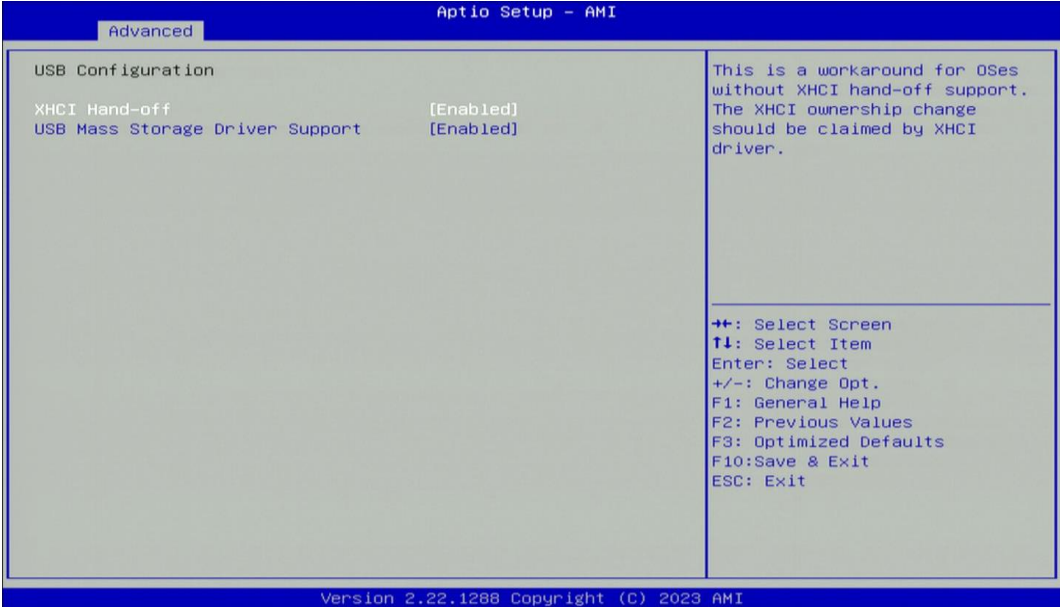 Aptio Setup – AMI
Advanced
USB Configuration
XHCI Hand-off [Enabled]
USB Mass Storage Driver Support [Enabled]
This is a workaround for OSes
without XHCI hand-off support.
The XHCI ownership change
should be claimed by XHCI
driver.
→←: Select Screen
↑↓: Select Item
Enter: Select
+/-: Change Opt.
F1: General Help
F2: Previous Values
F3: Optimized Defaults
F10:Save & Exit
ESC: Exit
Version 2.22.1288 Copyright (C) 2023 AMI